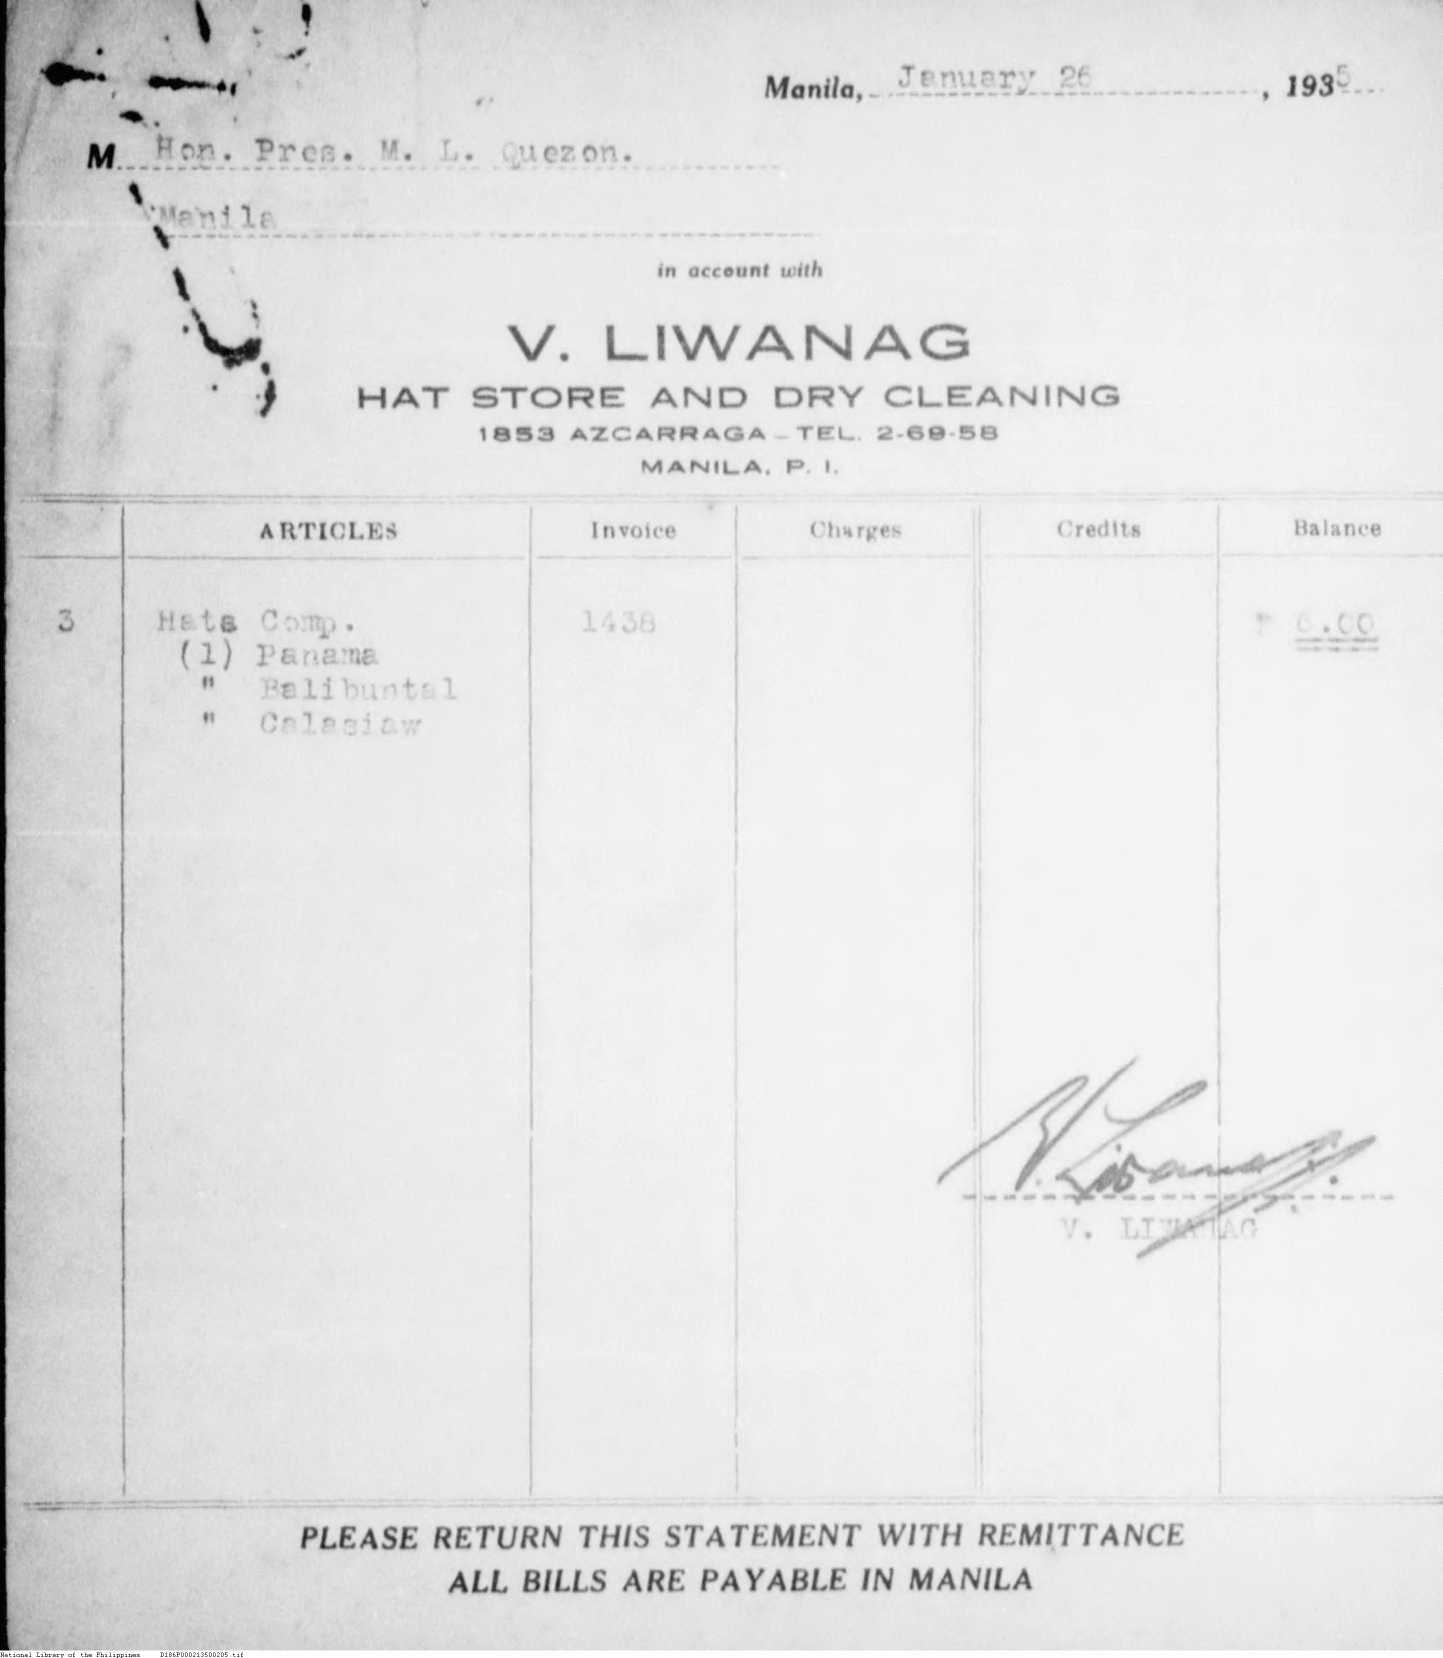 Manila, January 26, 1935
M Hon. Pres. M. L. Quezon.
Manila
in account with
V. LIWANAG
HAT STORE AND DRY CLEANING
1853 AZCARRAGA - TEL. 2-69-58
MANILA, P. I.
ARTICLES Invoice Charges Credits Balance
3 Hats Comp. 1438 ₱ 6.00
(1) Panama
" Balibuntal
" Calasiaw
V. Liwanag
V. LIWANAG
PLEASE RETURN THIS STATEMENT WITH REMITTANCE
ALL BILLS ARE PAYABLE IN MANILA
National Library of the Philippines D186P000213500205.tif